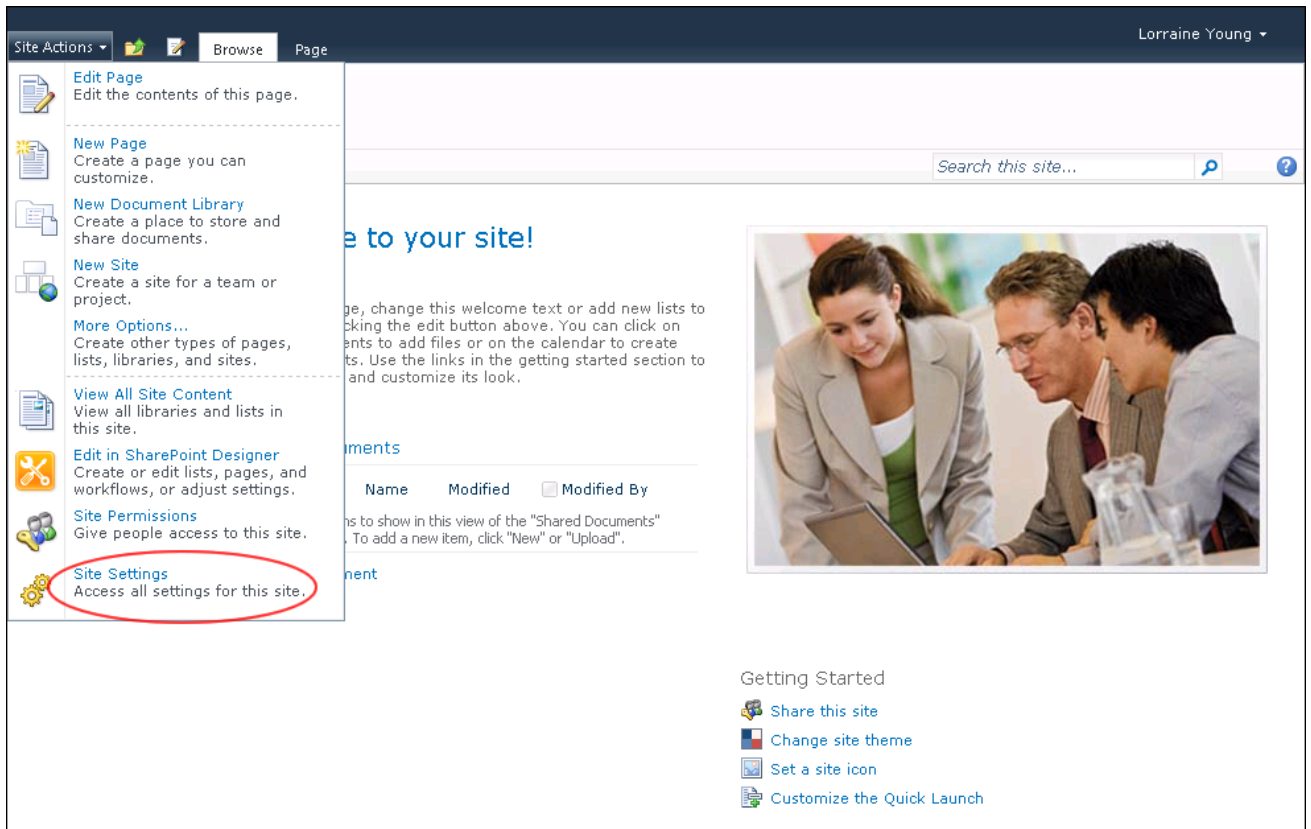 Lorraine Young
Site Actions
Browse
Page
Edit Page
Edit the contents of this page.
New Page
Create a page you can
customize.
New Document Library
Create a place to store and
share documents.
New Site
Create a site for a team or
project.
More Options...
Create other types of pages,
lists, libraries, and sites.
View All Site Content
View all libraries and lists in
this site.
Edit in SharePoint Designer
Create or edit lists, pages, and
workflows, or adjust settings.
Site Permissions
Give people access to this site.
Site Settings
Access all settings for this site.
Search this site...
to your site!
change this welcome text or add new lists to
the edit button above. You can click on
to add files or on the calendar to create
Use the links in the getting started section to
and customize its look.
Name Modified Modified By
to show in this view of the "Shared Documents"
To add a new item, click "New" or "Upload".
Getting Started
Share this site
Change site theme
Set a site icon
Customize the Quick Launch